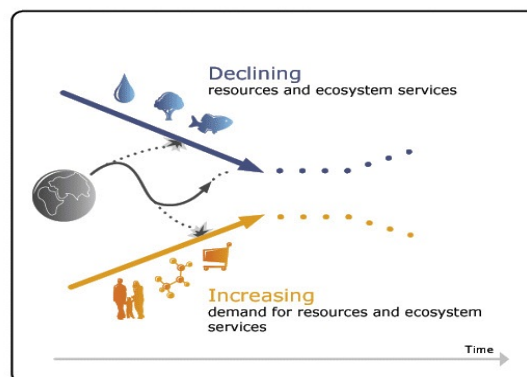 Declining
resources and ecosystem services
Increasing
demand for resources and ecosystem
services
Time